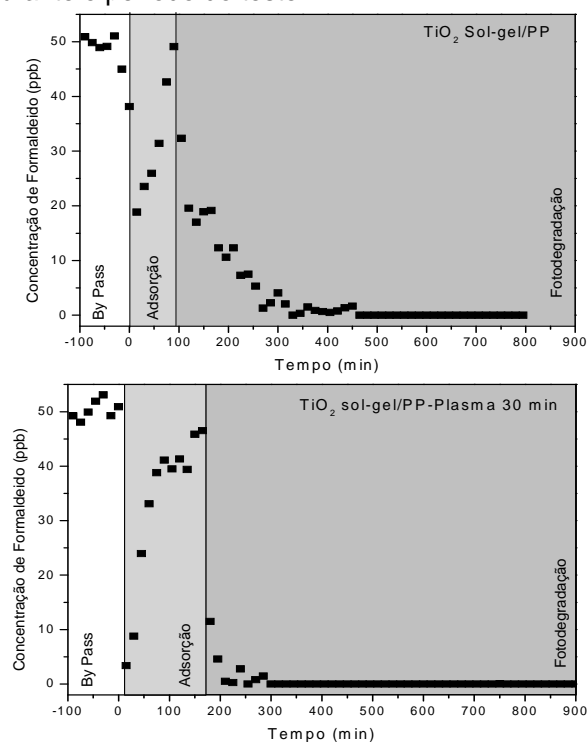 TiO2 Sol-gel/PP
Concentração de Formaldeido (ppb)
50
40
30
20
10
0
By Pass
Adsorção
Fotodegradação
-100 0 100 200 300 400 500 600 700 800 900
Tempo (min)
TiO2 sol-gel/PP-Plasma 30 min
Concentração de Formaldeido (ppb)
50
40
30
20
10
0
By Pass
Adsorção
Fotodegradação
-100 0 100 200 300 400 500 600 700 800 900
Tempo (min)